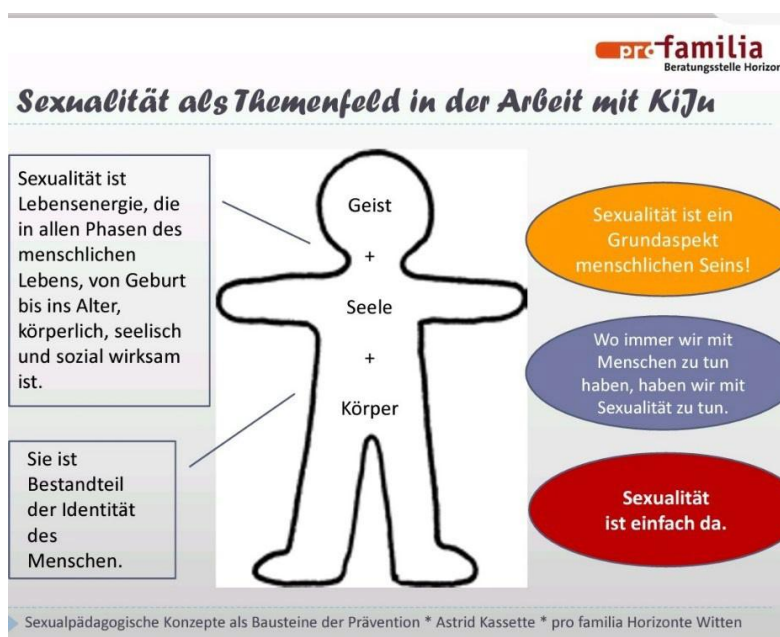 pro familia
Beratungsstelle Horizon
Sexualität als Themenfeld in der Arbeit mit KiJu
Sexualität ist
Lebensenergie, die
in allen Phasen des
menschlichen
Lebens, von Geburt
bis ins Alter,
körperlich, seelisch
und sozial wirksam
ist.
Sie ist
Bestandteil
der Identität
des
Menschen.
Geist
+
Seele
+
Körper
Sexualität ist ein
Grundaspekt
menschlichen Seins!
Wo immer wir mit
Menschen zu tun
haben, haben wir mit
Sexualität zu tun.
Sexualität
ist einfach da.
Sexualpädagogische Konzepte als Bausteine der Prävention * Astrid Kassette * pro familia Horizonte Witten